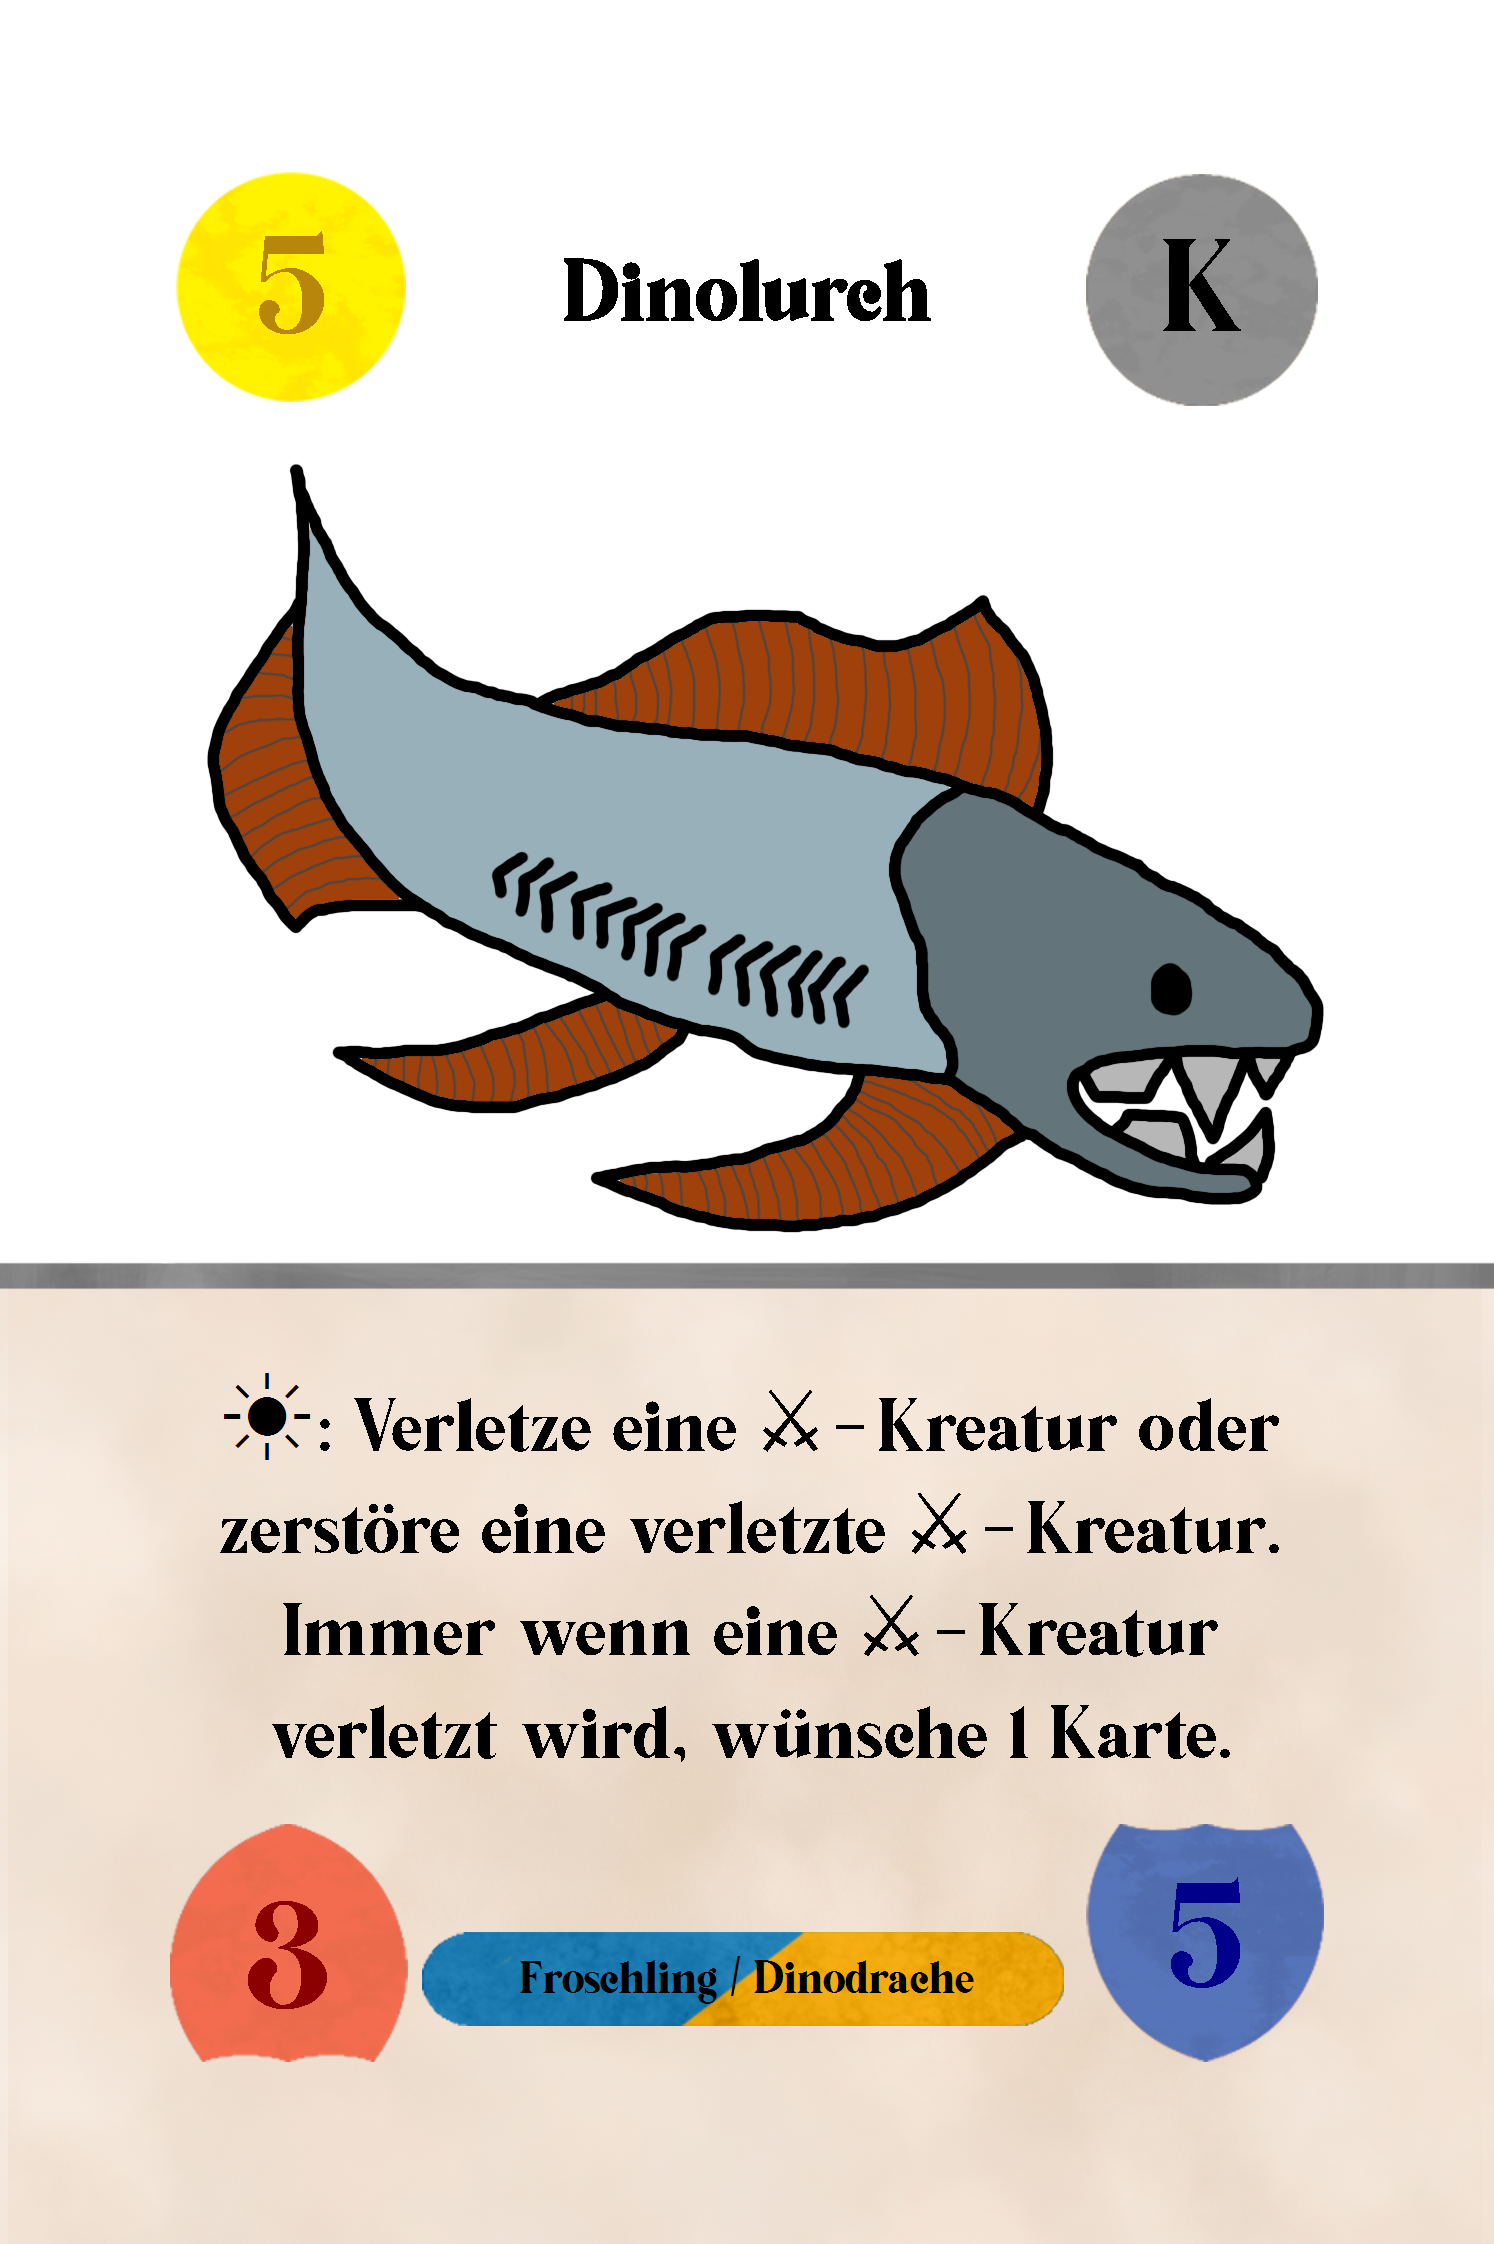 5 Dinolurch K
☀: Verletze eine ⚔-Kreatur oder
zerstöre eine verletzte ⚔-Kreatur.
Immer wenn eine ⚔-Kreatur
verletzt wird, wünsche 1 Karte.
3 Froschling / Dinodrache 5